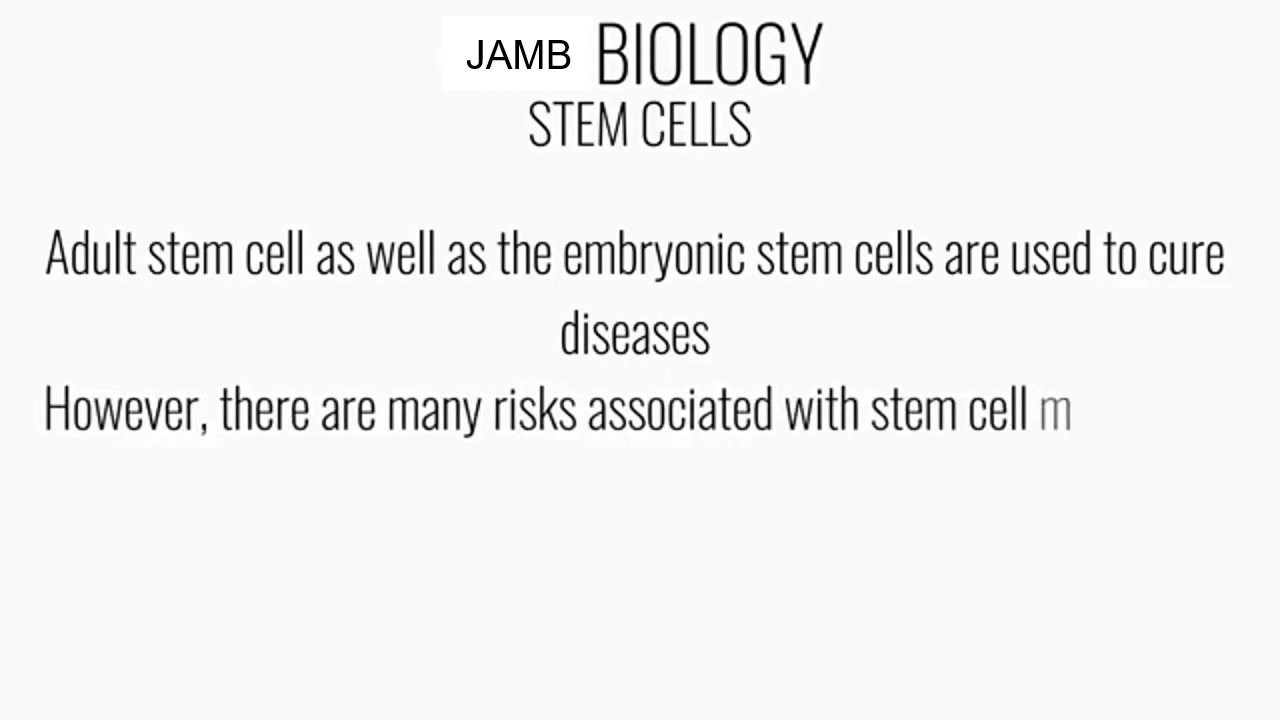 JAMB BIOLOGY
STEM CELLS
Adult stem cell as well as the embryonic stem cells are used to cure
diseases
However, there are many risks associated with stem cell m